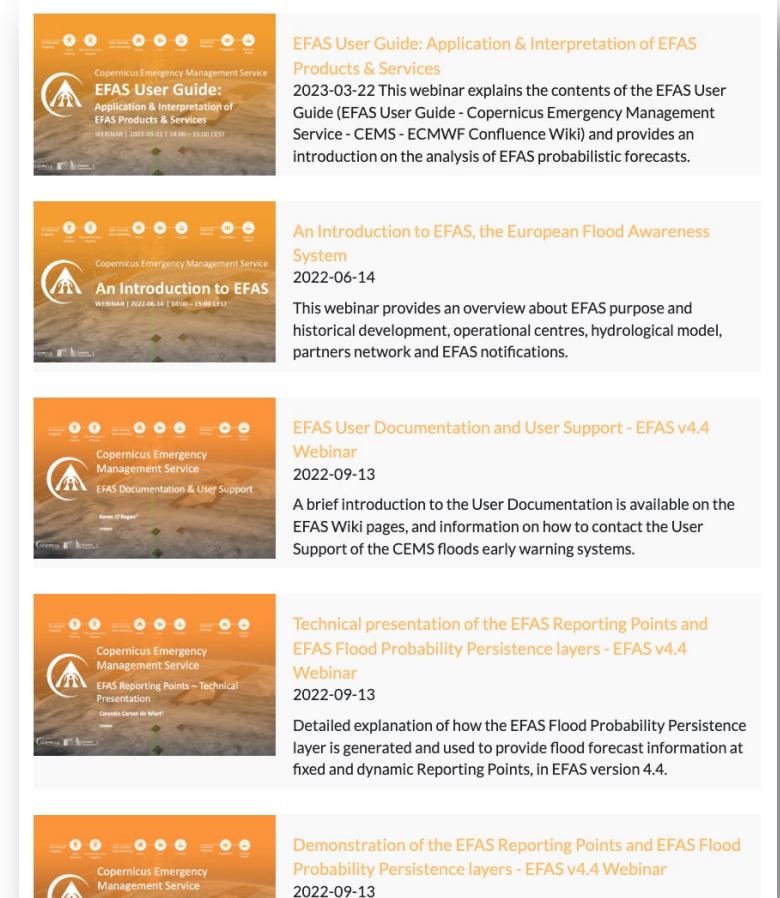 Copernicus Emergency Management Service
EFAS User Guide:
Application & Interpretation of
EFAS Products & Services
WEBINAR | 2023-03-22 | 14:00 – 15:00 CEST
EFAS User Guide: Application & Interpretation of EFAS
Products & Services
2023-03-22 This webinar explains the contents of the EFAS User
Guide (EFAS User Guide - Copernicus Emergency Management
Service - CEMS - ECMWF Confluence Wiki) and provides an
introduction on the analysis of EFAS probabilistic forecasts.
Copernicus Emergency Management Service
An Introduction to EFAS
WEBINAR | 2022-06-14 | 14:00 – 15:00 CEST
An Introduction to EFAS, the European Flood Awareness
System
2022-06-14
This webinar provides an overview about EFAS purpose and
historical development, operational centres, hydrological model,
partners network and EFAS notifications.
Copernicus Emergency
Management Service
EFAS Documentation & User Support
Karen O'Regan
EFAS User Documentation and User Support - EFAS v4.4
Webinar
2022-09-13
A brief introduction to the User Documentation is available on the
EFAS Wiki pages, and information on how to contact the User
Support of the CEMS floods early warning systems.
Copernicus Emergency
Management Service
EFAS Reporting Points – Technical
Presentation
Corentin Carton de Wiart
Technical presentation of the EFAS Reporting Points and
EFAS Flood Probability Persistence layers - EFAS v4.4
Webinar
2022-09-13
Detailed explanation of how the EFAS Flood Probability Persistence
layer is generated and used to provide flood forecast information at
fixed and dynamic Reporting Points, in EFAS version 4.4.
Copernicus Emergency
Management Service
Demonstration of the EFAS Reporting Points and EFAS Flood
Probability Persistence layers - EFAS v4.4 Webinar
2022-09-13